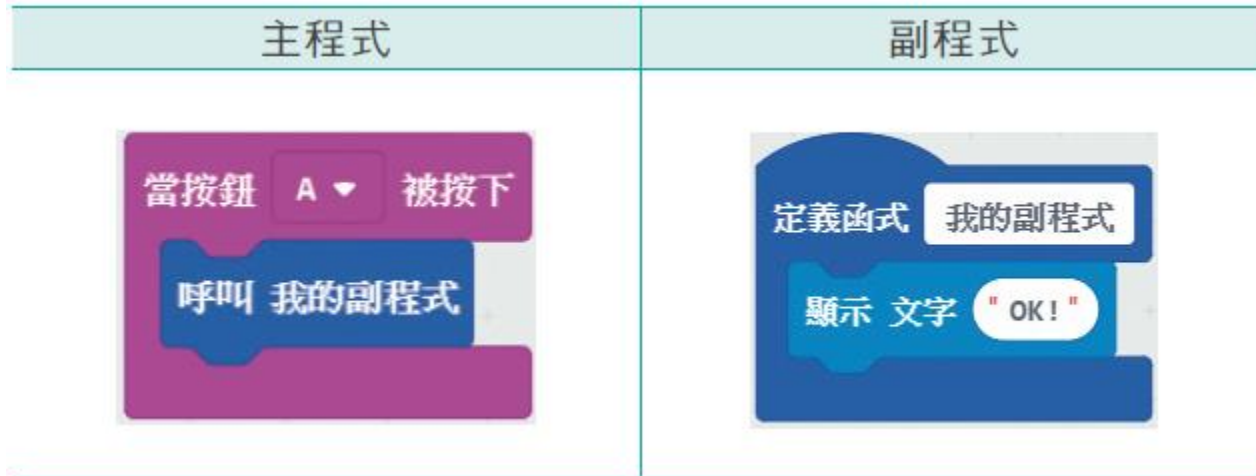 主程式
副程式
當按鈕 A 被按下
呼叫 我的副程式
定義函式 我的副程式
顯示 文字 "OK!"